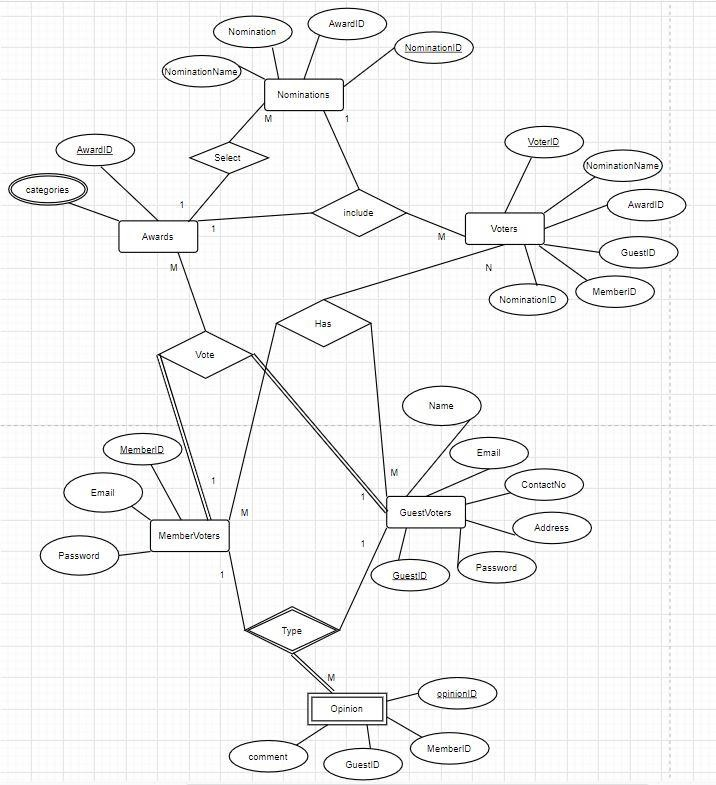 AwardID
Nomination
NominationID
NominationName
Nominations
M
1
AwardID
VoterID
Select
NominationName
categories
1
AwardID
include
1
Voters
Awards
M
GuestID
M
N
MemberID
NominationID
Has
Vote
Name
MemberID
Email
M
1
ContactNo
Email
1
M
GuestVoters
Address
MemberVoters
1
Password
Password
1
GuestID
Type
M
opinionID
Opinion
MemberID
comment
GuestID